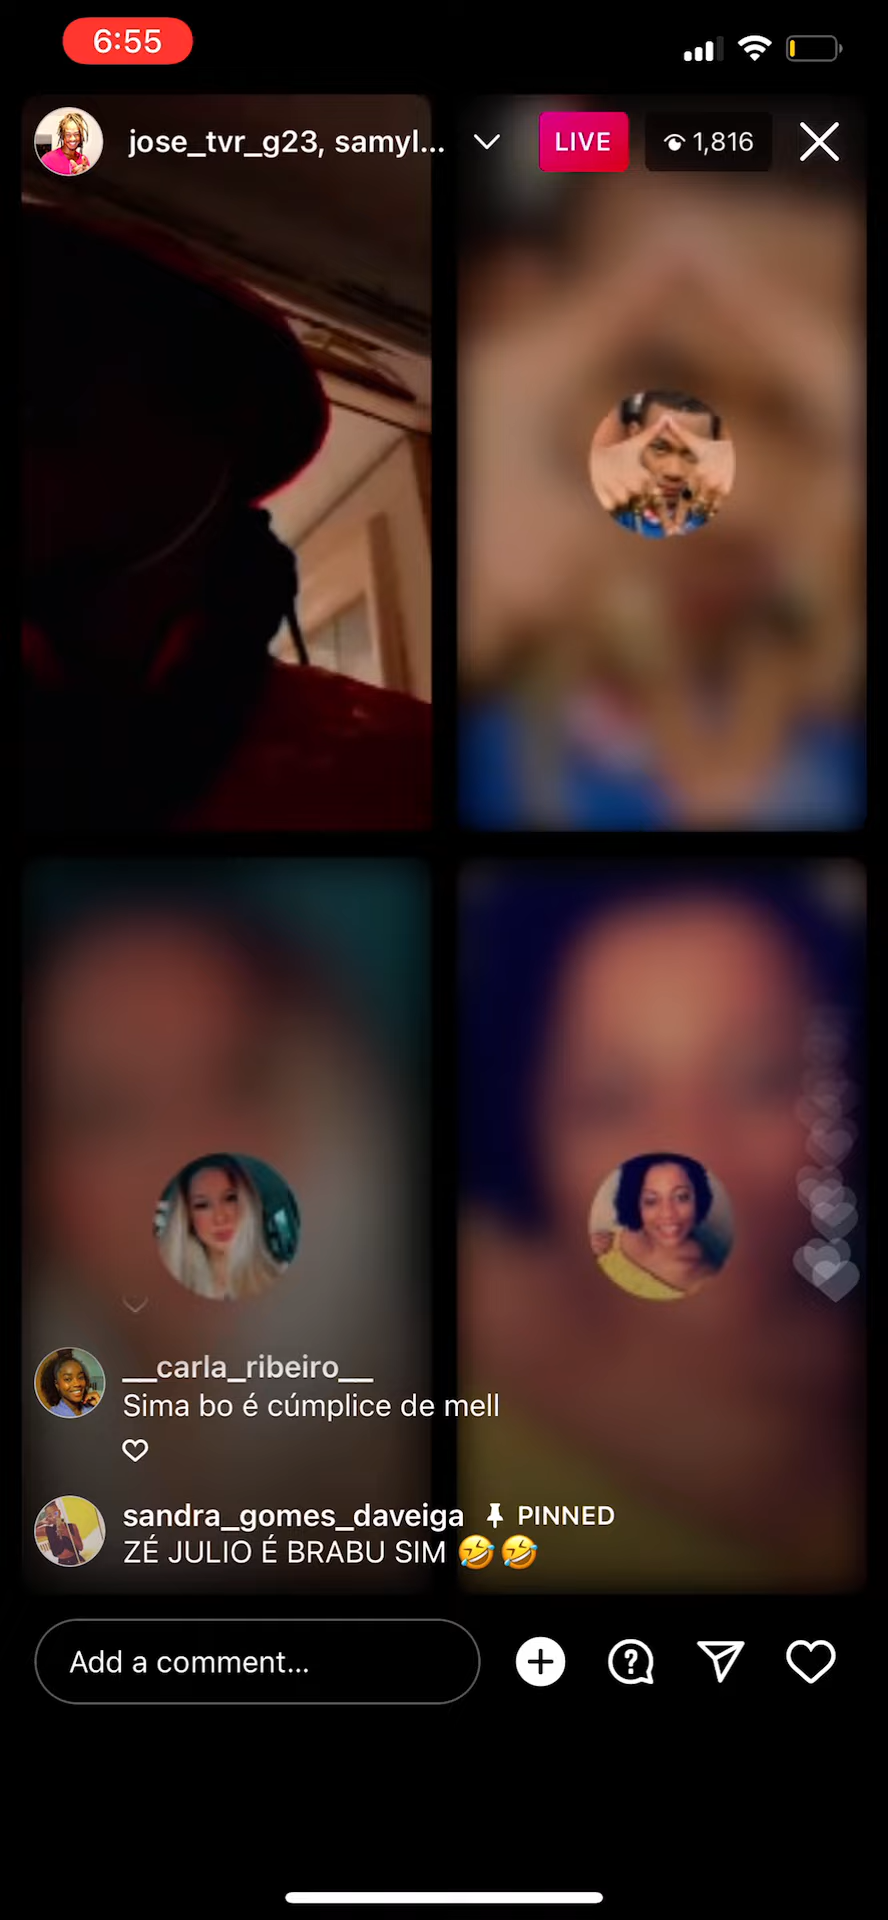 6:55
jose_tvr_g23, samyl...
LIVE
1,816
__carla_ribeiro__
Sima bo é cúmplice de mell
sandra_gomes_daveiga PINNED
ZÉ JULIO É BRABU SIM 🤣🤣
Add a comment...